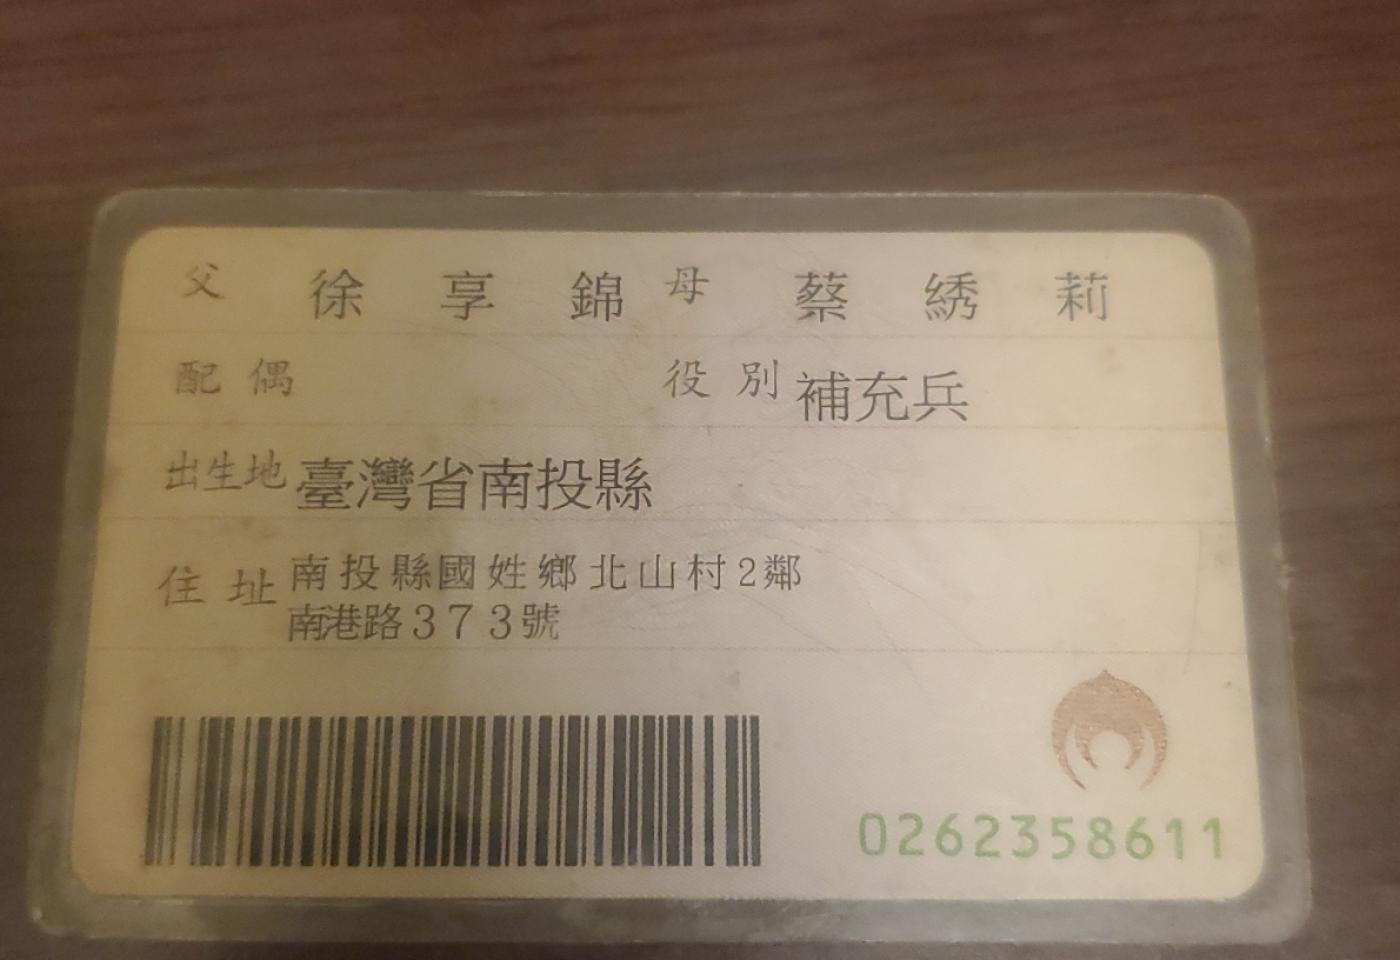 父 徐享錦 母 蔡綉莉
配偶 役別 補充兵
出生地 臺灣省南投縣
住址 南投縣國姓鄉北山村2鄰
南港路373號
0262358611